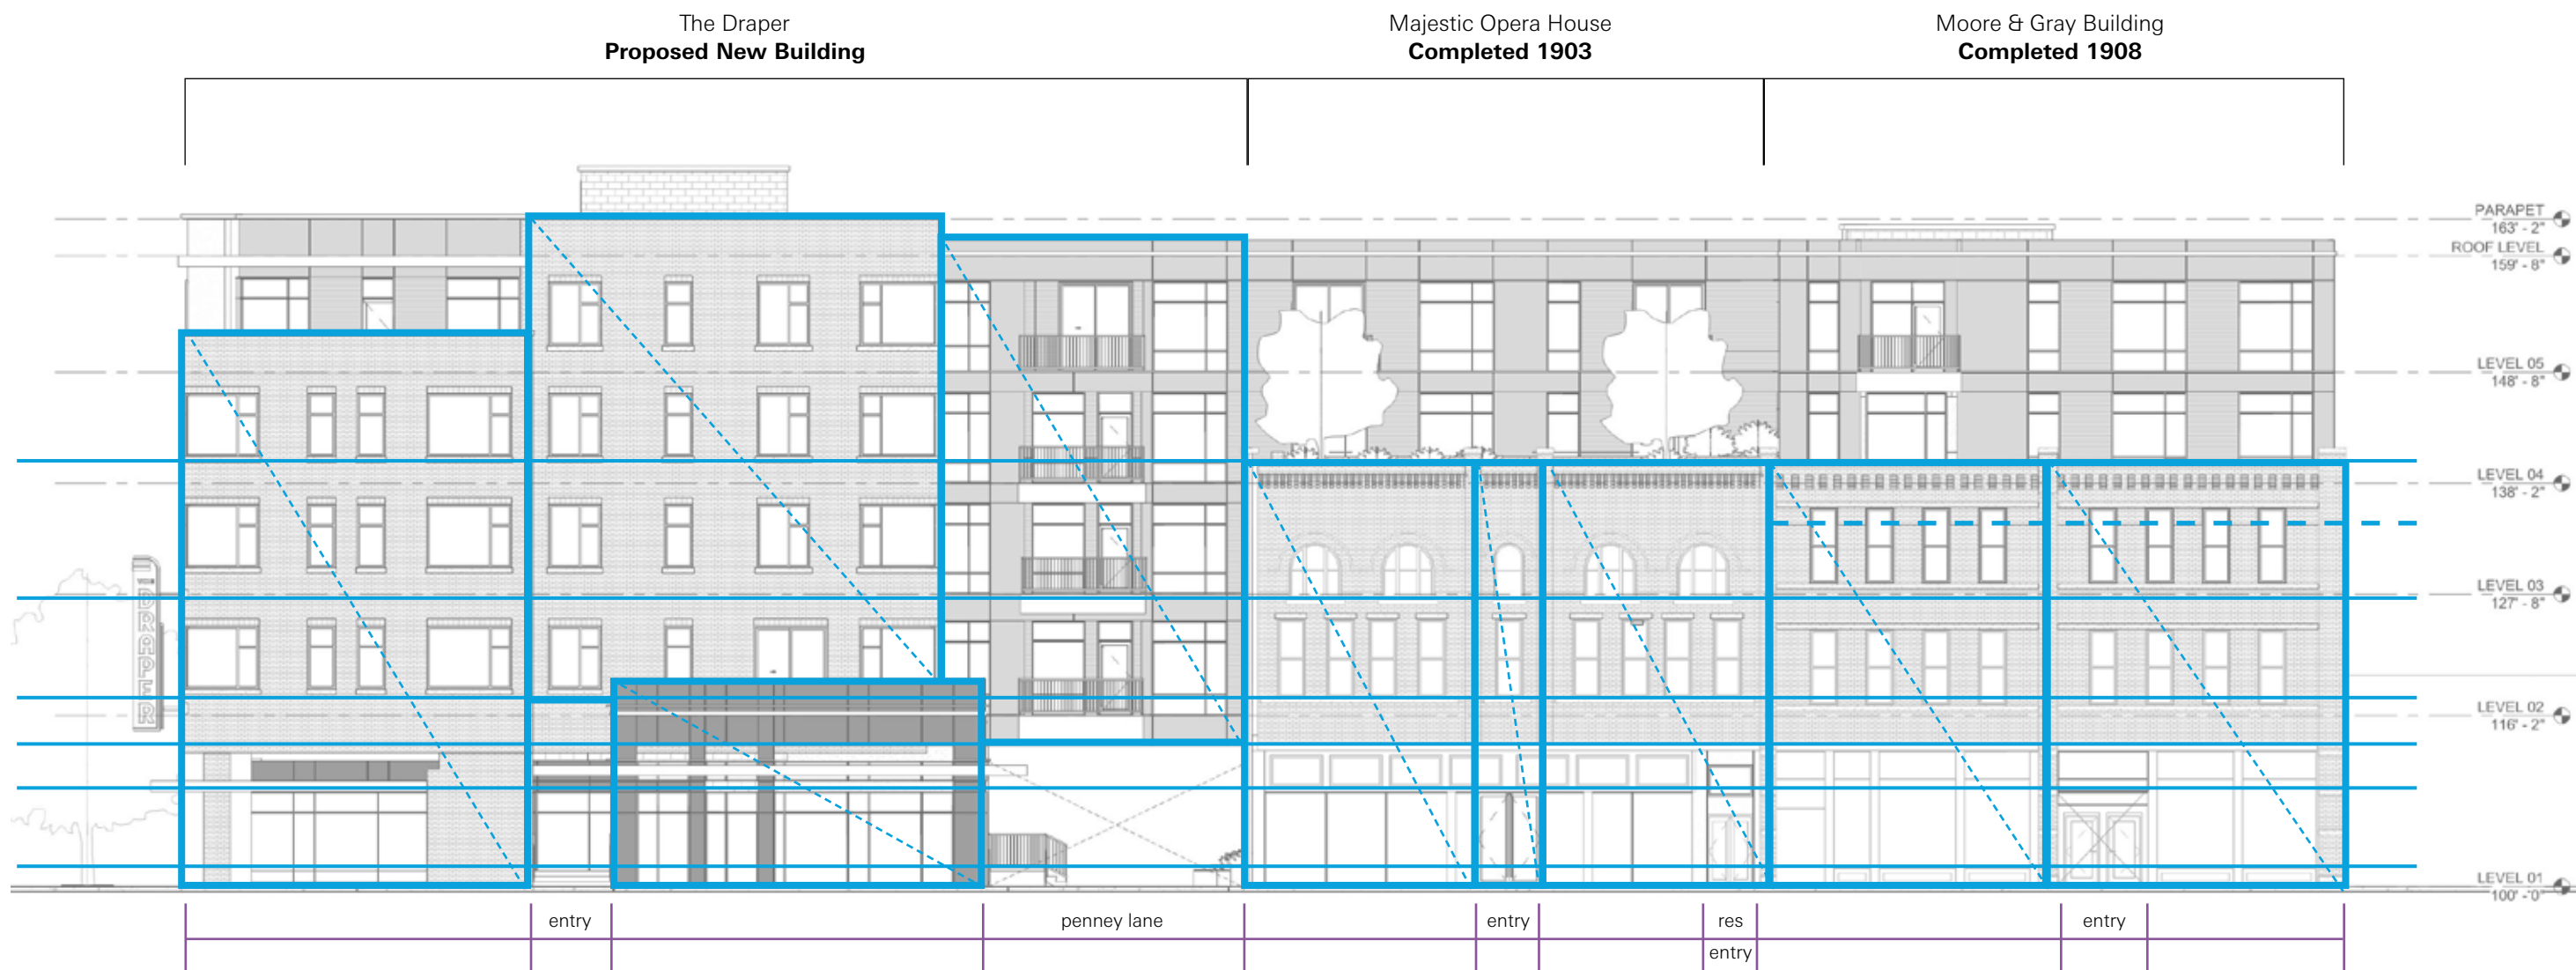 The Draper
Proposed New Building
Majestic Opera House
Completed 1903
Moore & Gray Building
Completed 1908
PARAPET
163' - 2"
ROOF LEVEL
159' - 8"
LEVEL 05
148' - 8"
LEVEL 04
138' - 2"
LEVEL 03
127' - 8"
LEVEL 02
116' - 2"
LEVEL 01
100' - 0"
THE
DRAPER
entry
penney lane
entry
res
entry
entry